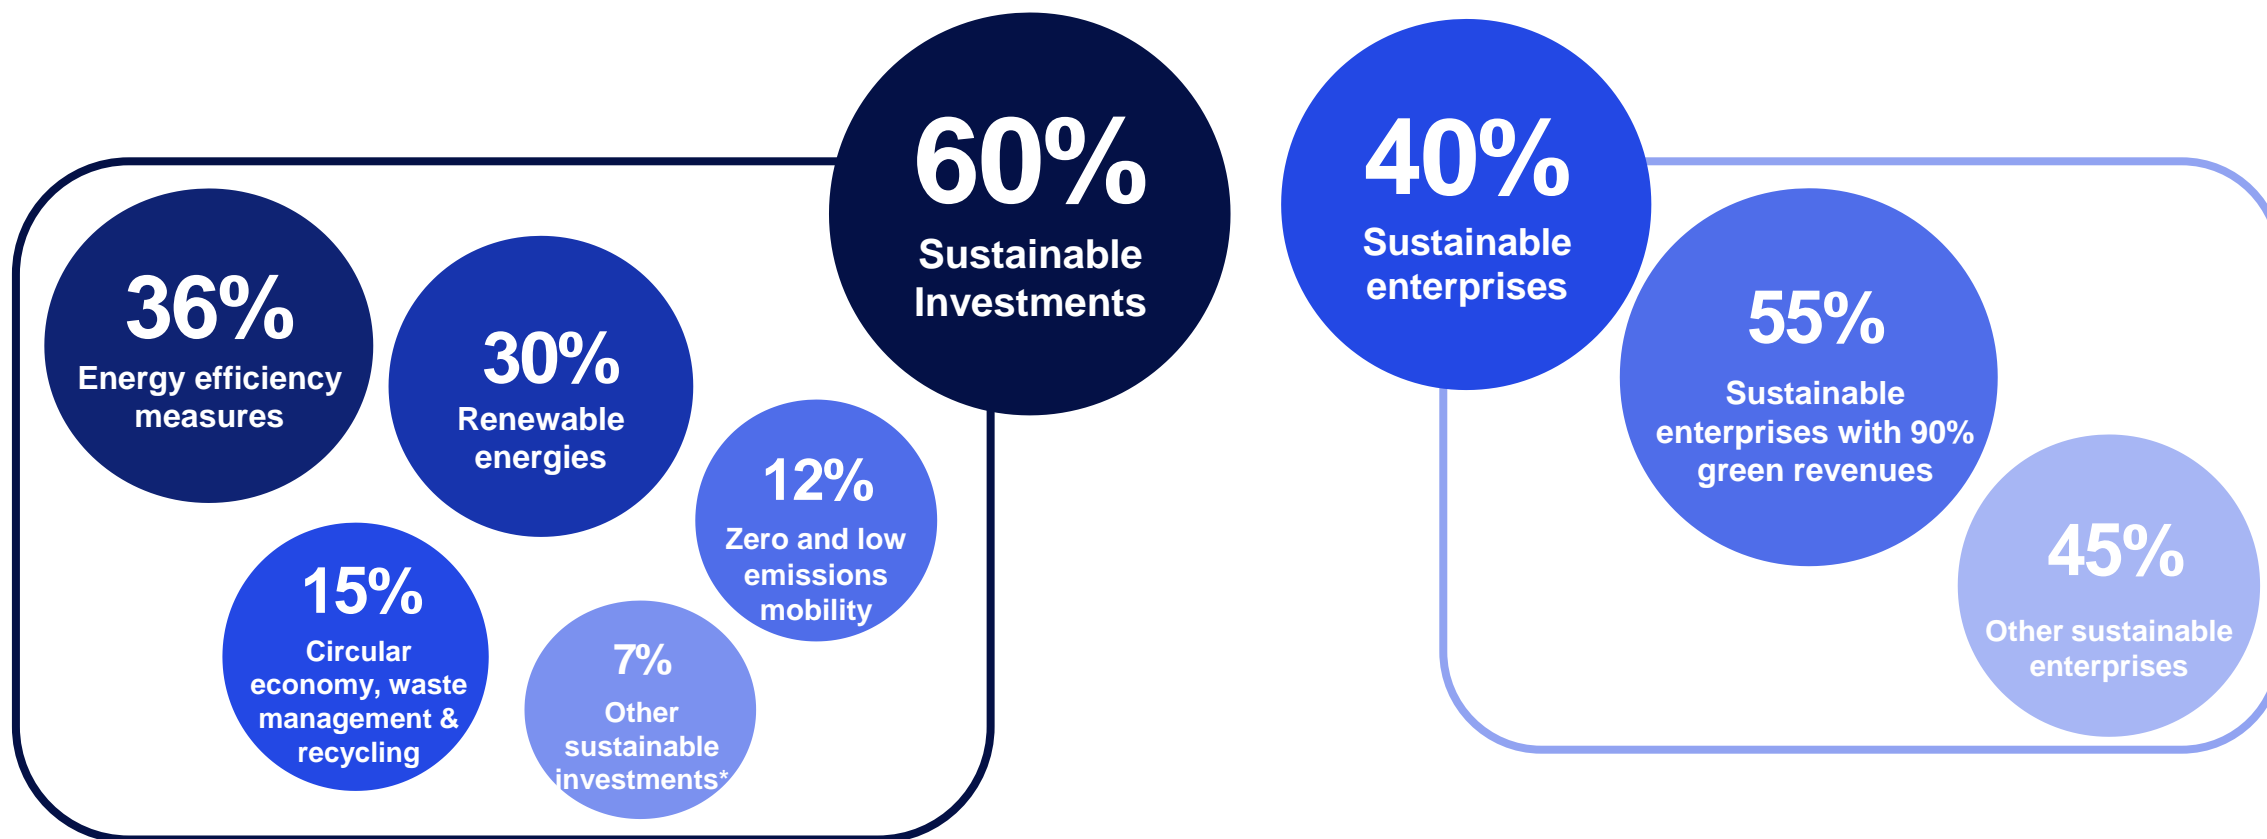 60%
Sustainable
Investments
36%
Energy efficiency
measures
30%
Renewable
energies
12%
Zero and low
emissions
mobility
15%
Circular
economy, waste
management &
recycling
7%
Other
sustainable
investments*
40%
Sustainable
enterprises
55%
Sustainable
enterprises with 90%
green revenues
45%
Other sustainable
enterprises